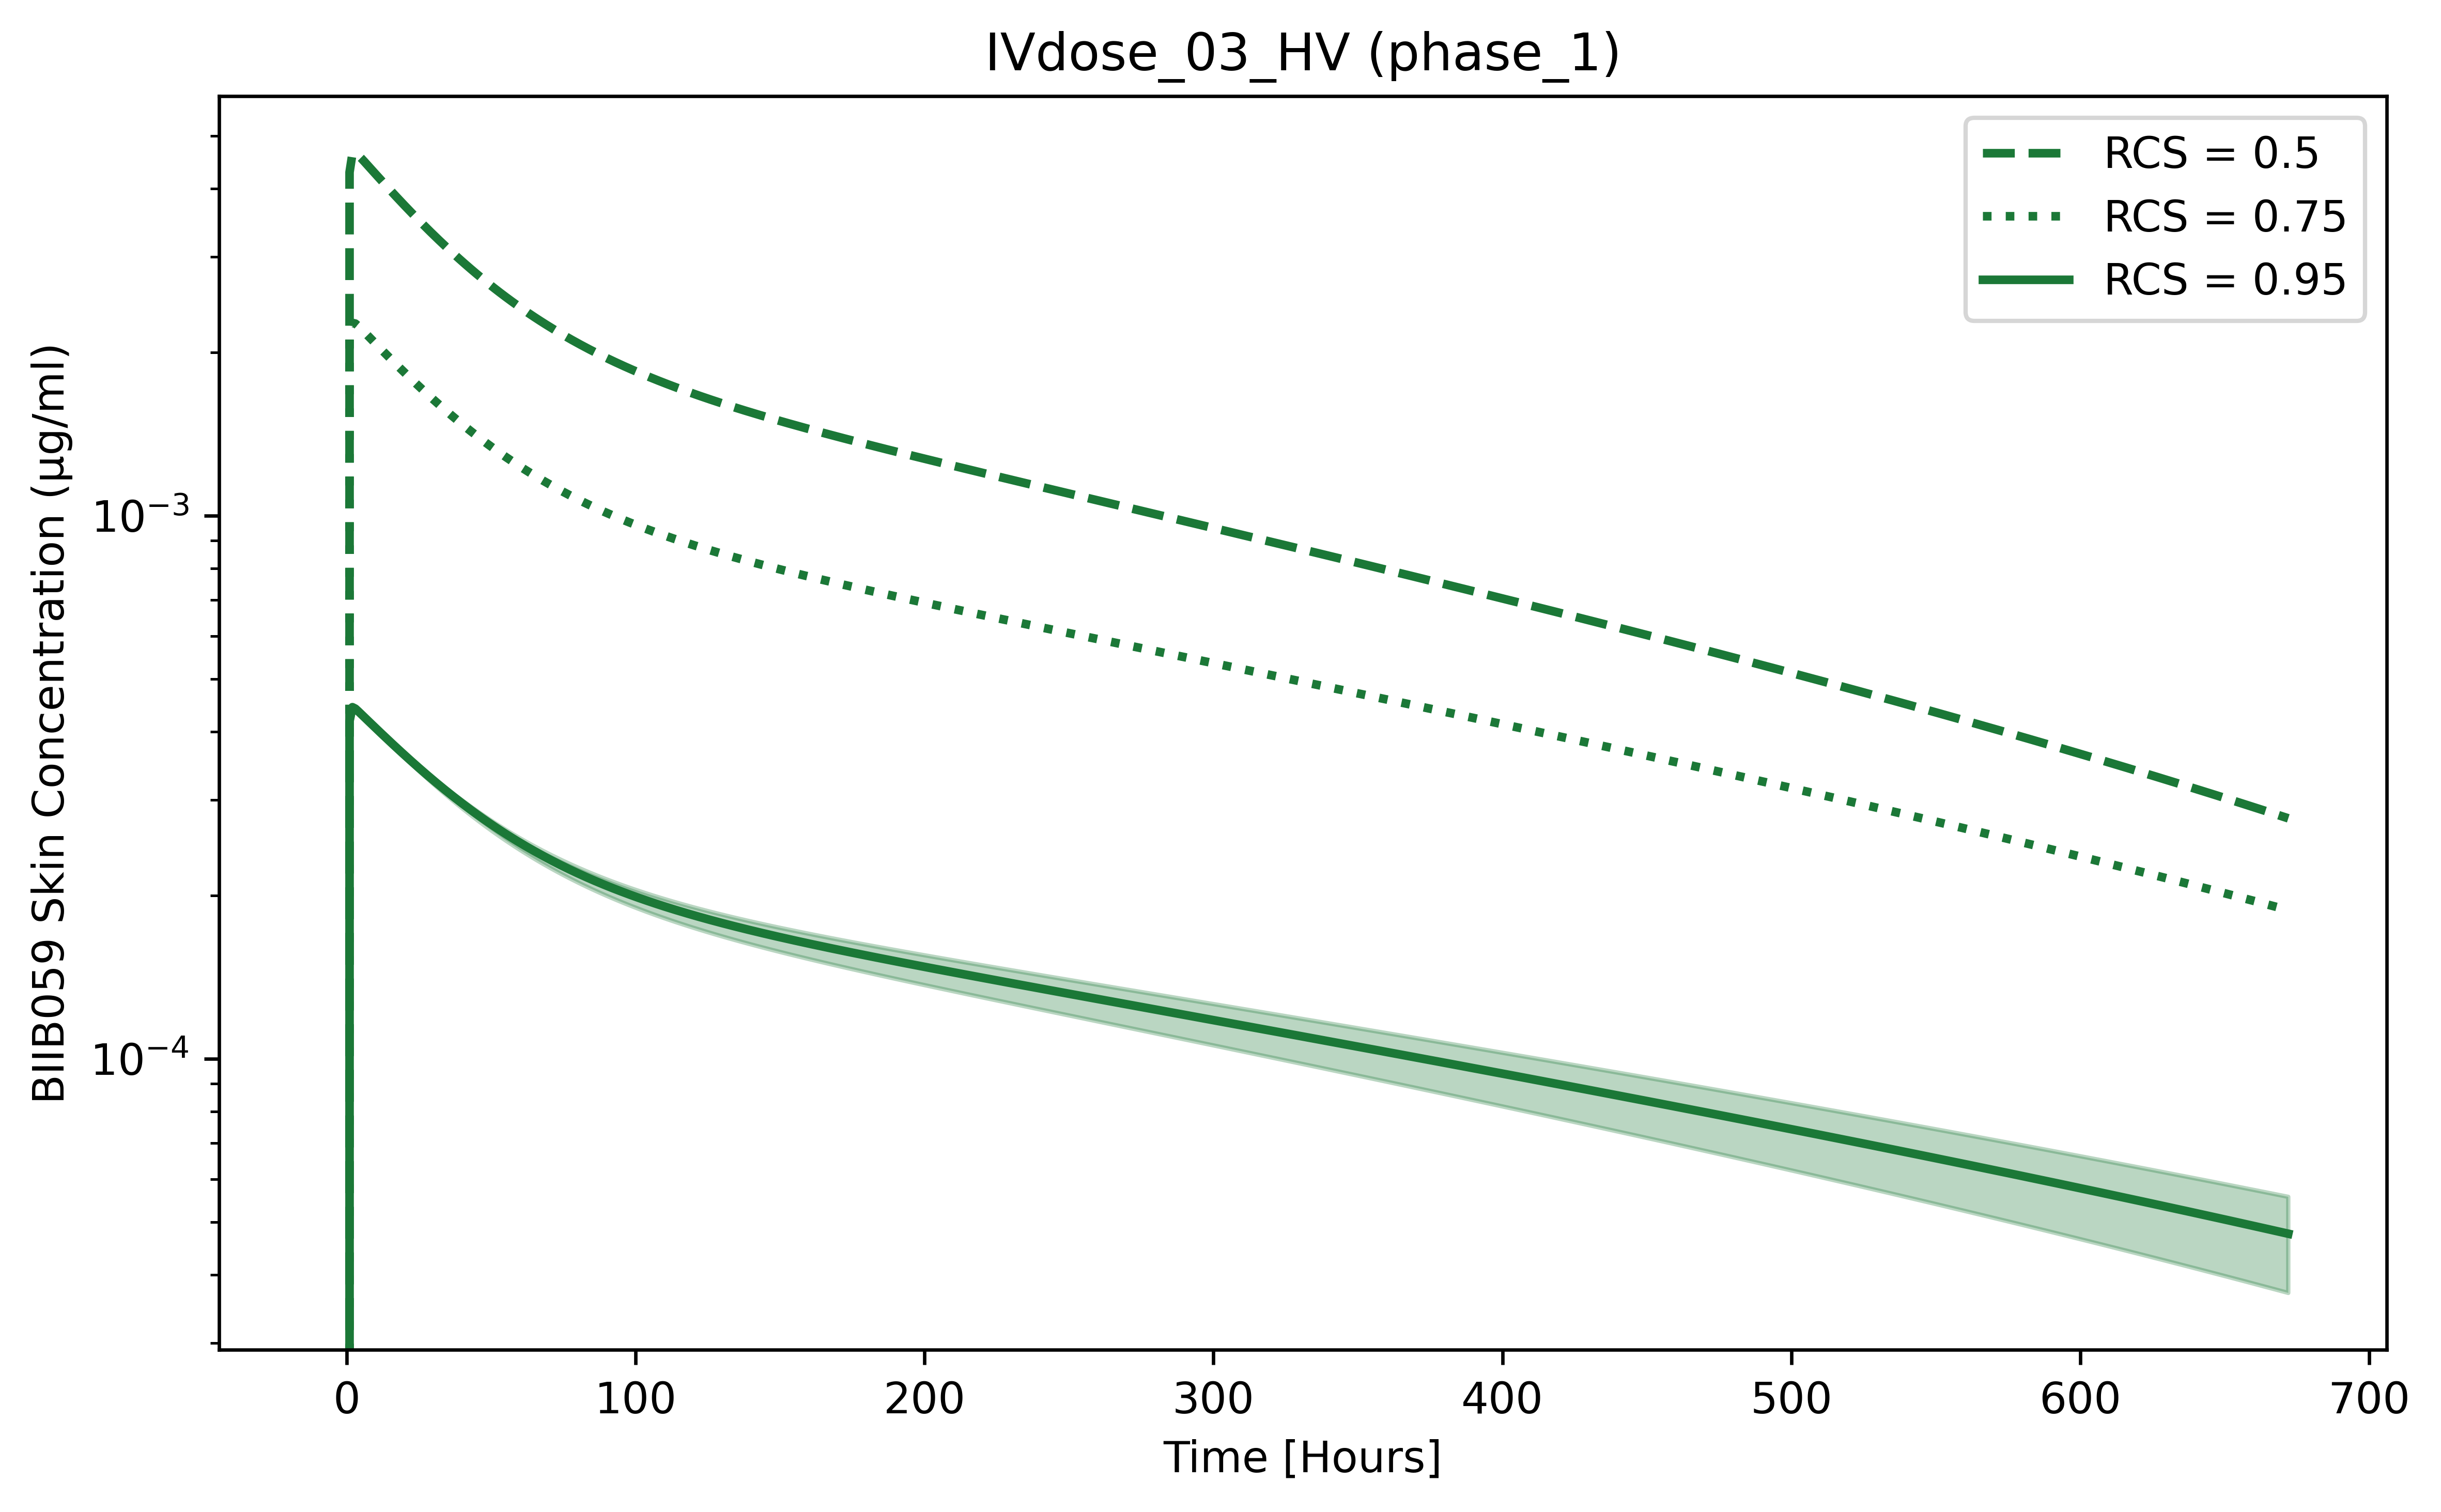 IVdose_03_HV (phase_1)
RCS = 0.5
RCS = 0.75
RCS = 0.95
BIIB059 Skin Concentration (µg/ml)
10⁻³
10⁻⁴
0 100 200 300 400 500 600 700
Time [Hours]